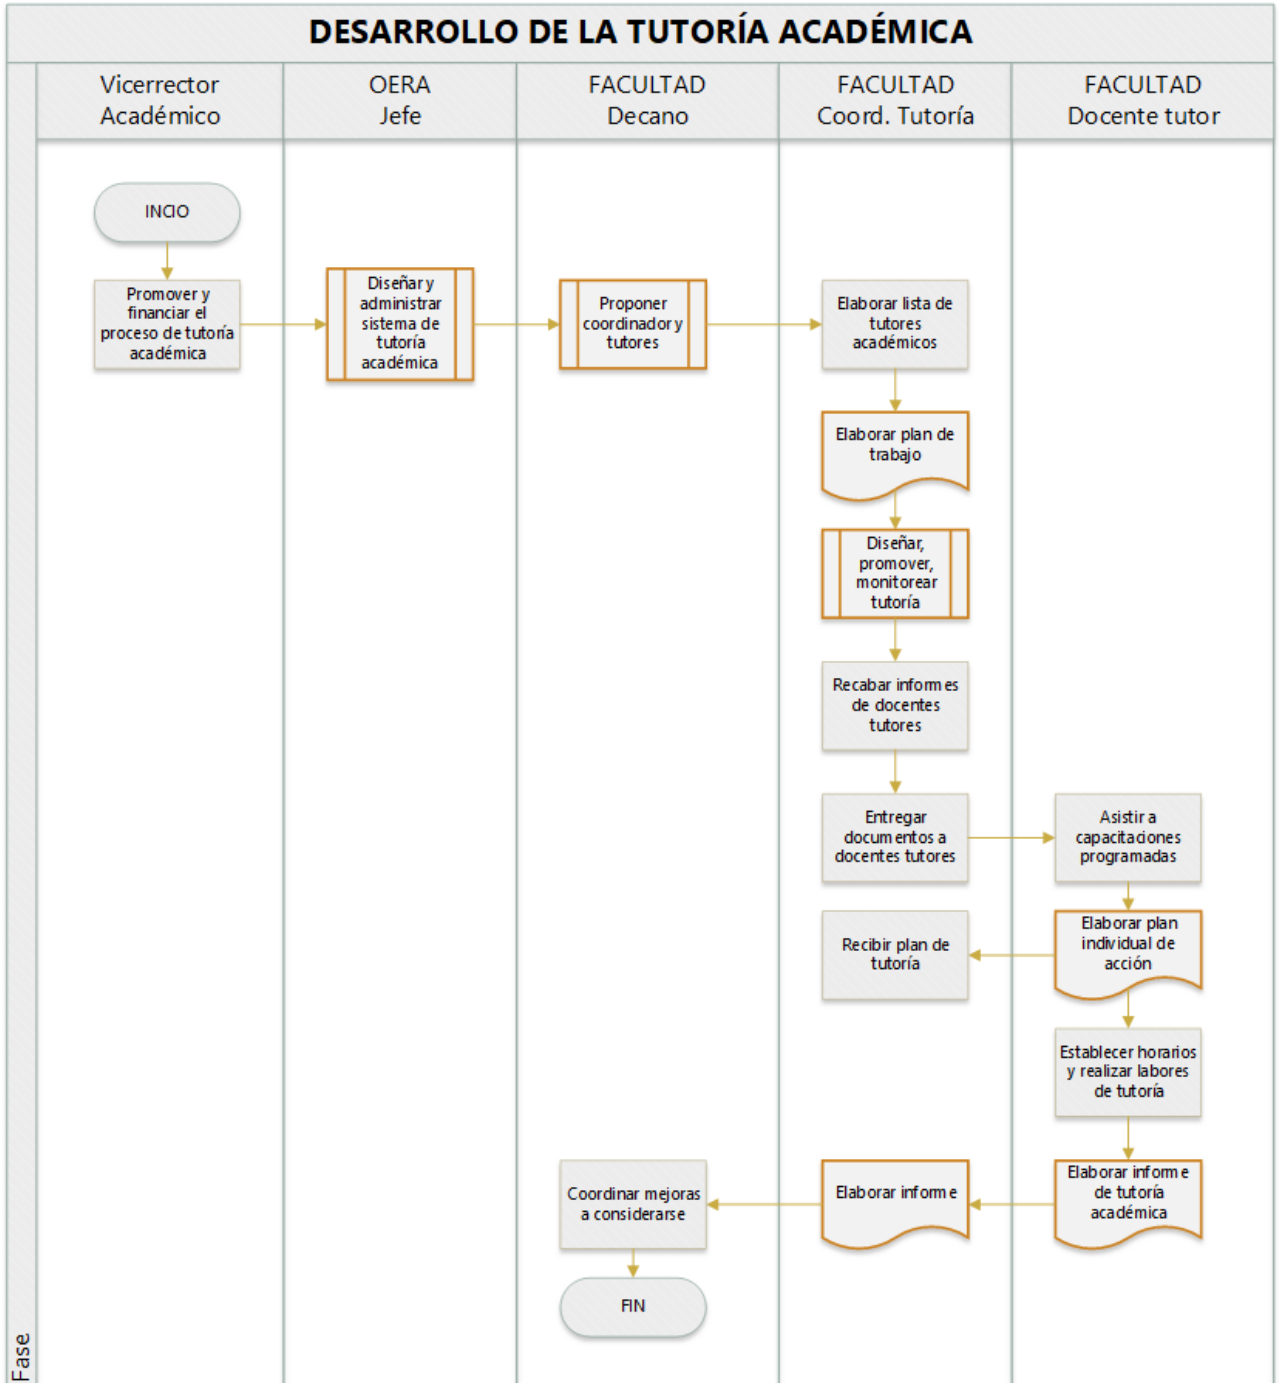 DESARROLLO DE LA TUTORÍA ACADÉMICA
Vicerrector
Académico
OERA
Jefe
FACULTAD
Decano
FACULTAD
Coord. Tutoría
FACULTAD
Docente tutor
INCIO
Promover y
financiar el
proceso de tutoría
académica
Diseñar y
administrar
sistema de
tutoría
académica
Proponer
coordinador y
tutores
Elaborar lista de
tutores
académicos
Elaborar plan de
trabajo
Diseñar,
promover,
monitorear
tutoría
Recabar informes
de docentes
tutores
Entregar
documentos a
docentes tutores
Asistir a
capacitaciones
programadas
Elaborar plan
individual de
acción
Recibir plan de
tutoría
Establecer horarios
y realizar labores
de tutoría
Elaborar informe
de tutoría
académica
Elaborar informe
Coordinar mejoras
a considerarse
FIN
Fase